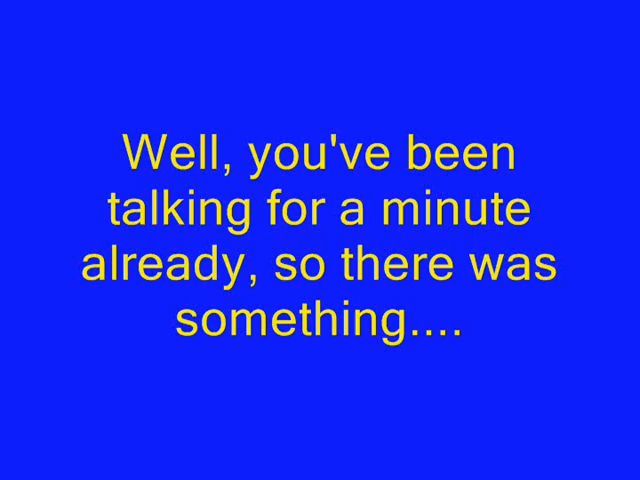 Well, you've been
talking for a minute
already, so there was
something....